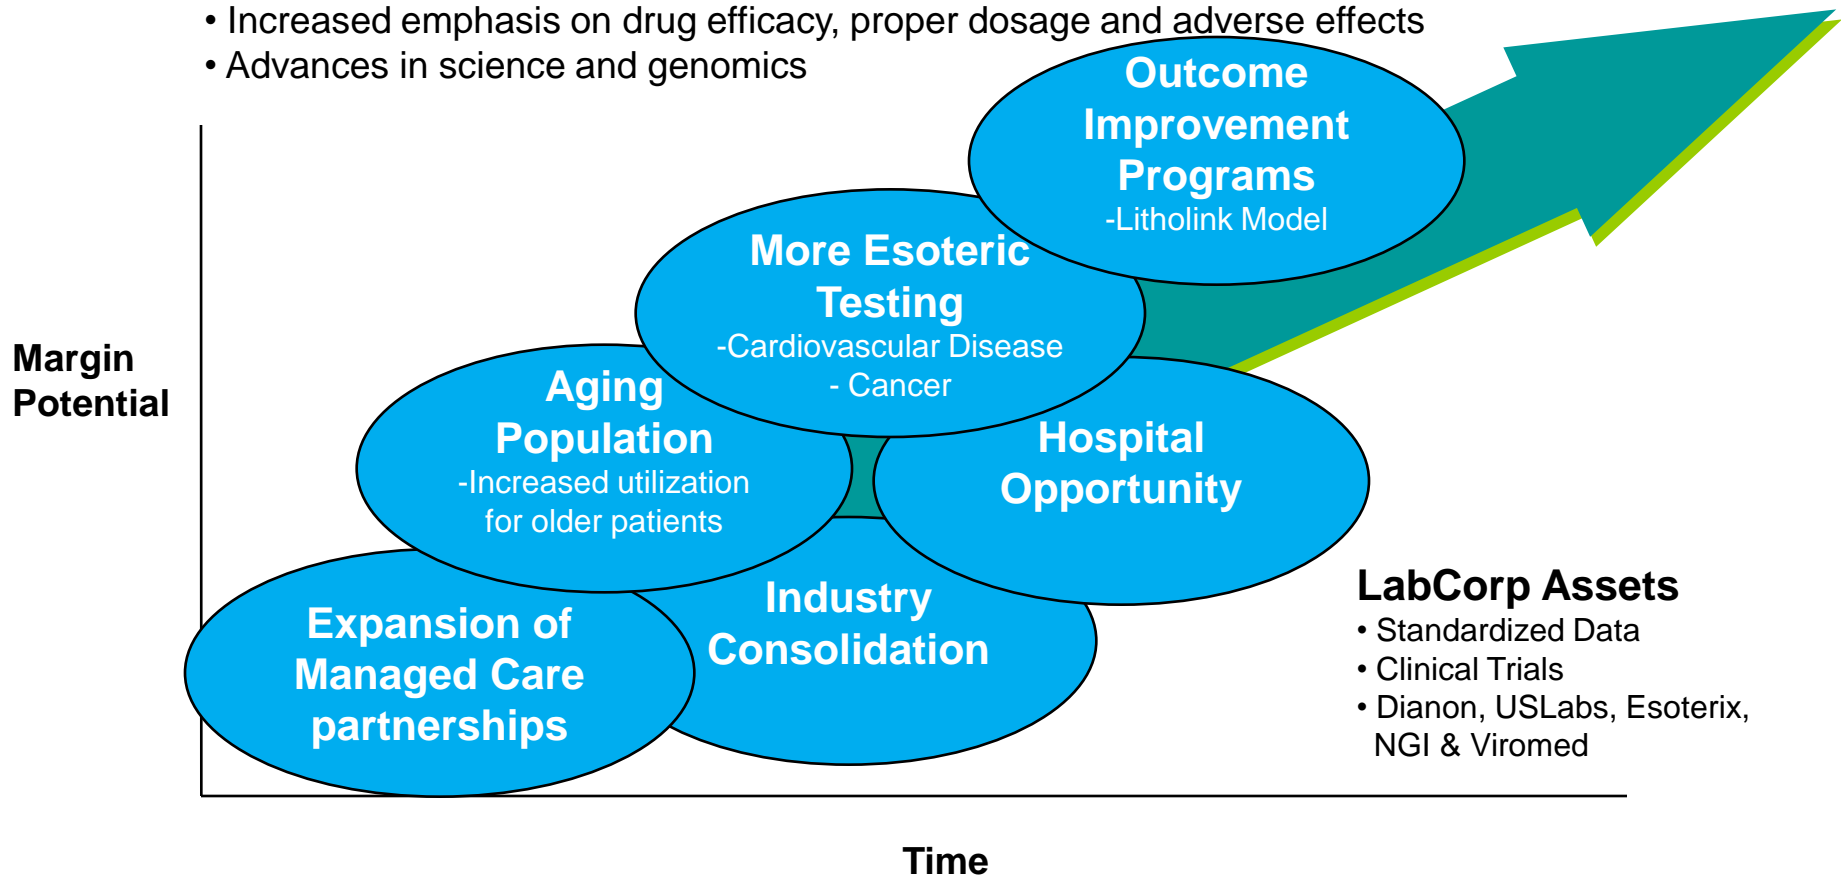 • Increased emphasis on drug efficacy, proper dosage and adverse effects
• Advances in science and genomics
Outcome
Improvement
Programs
-Litholink Model
More Esoteric
Testing
-Cardiovascular Disease
- Cancer
Margin
Potential
Aging
Population
-Increased utilization
for older patients
Hospital
Opportunity
Industry
Consolidation
Expansion of
Managed Care
partnerships
LabCorp Assets
• Standardized Data
• Clinical Trials
• Dianon, USLabs, Esoterix,
NGI & Viromed
Time